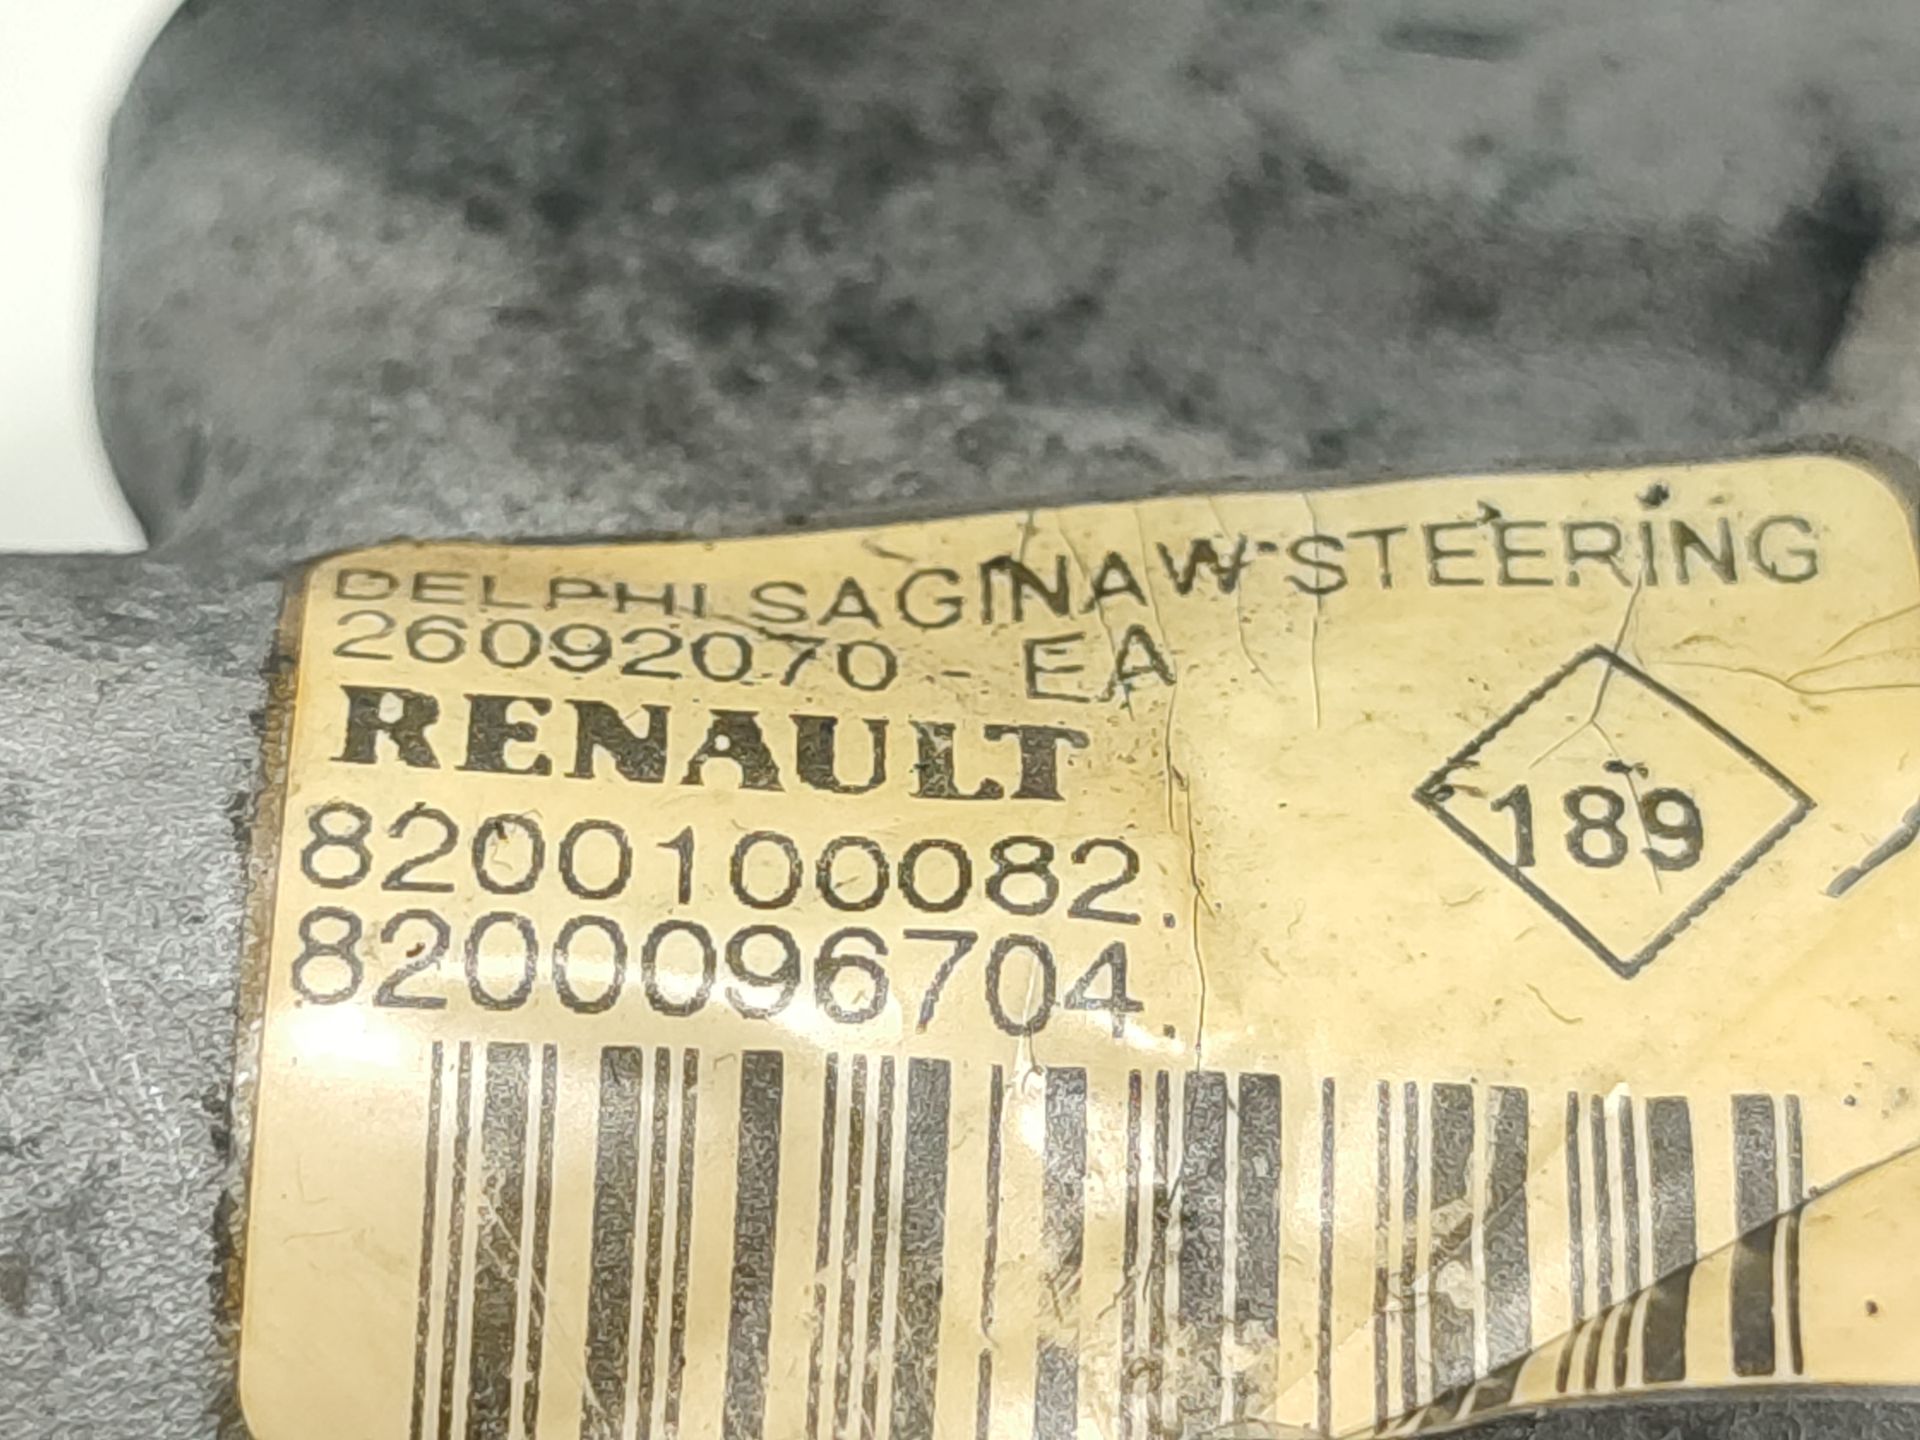 DELPHI SAGINAW STEERING
26092070 - EA
RENAULT
189
8200100082.
8200096704.